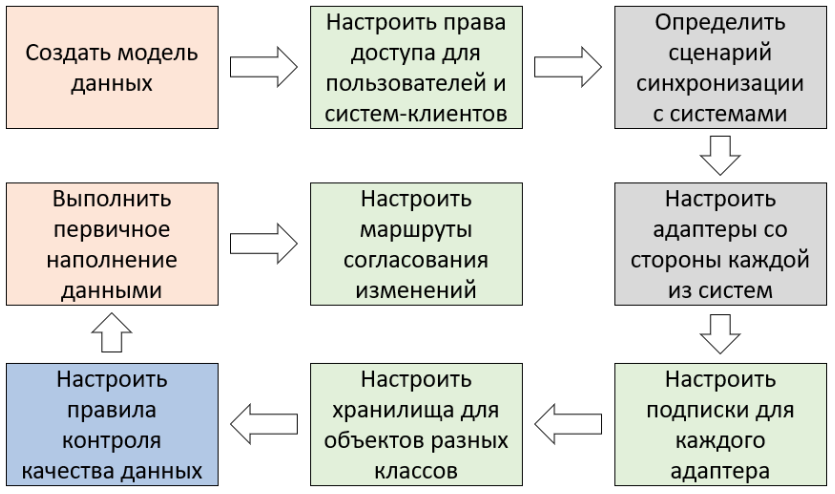 Создать модель
данных
Настроить права
доступа для
пользователей и
систем-клиентов
Определить
сценарий
синхронизации
с системами
Настроить
адаптеры со
стороны каждой
из систем
Настроить
подписки для
каждого
адаптера
Настроить
хранилища для
объектов разных
классов
Настроить
правила
контроля
качества данных
Выполнить
первичное
наполнение
данными
Настроить
маршруты
согласования
изменений